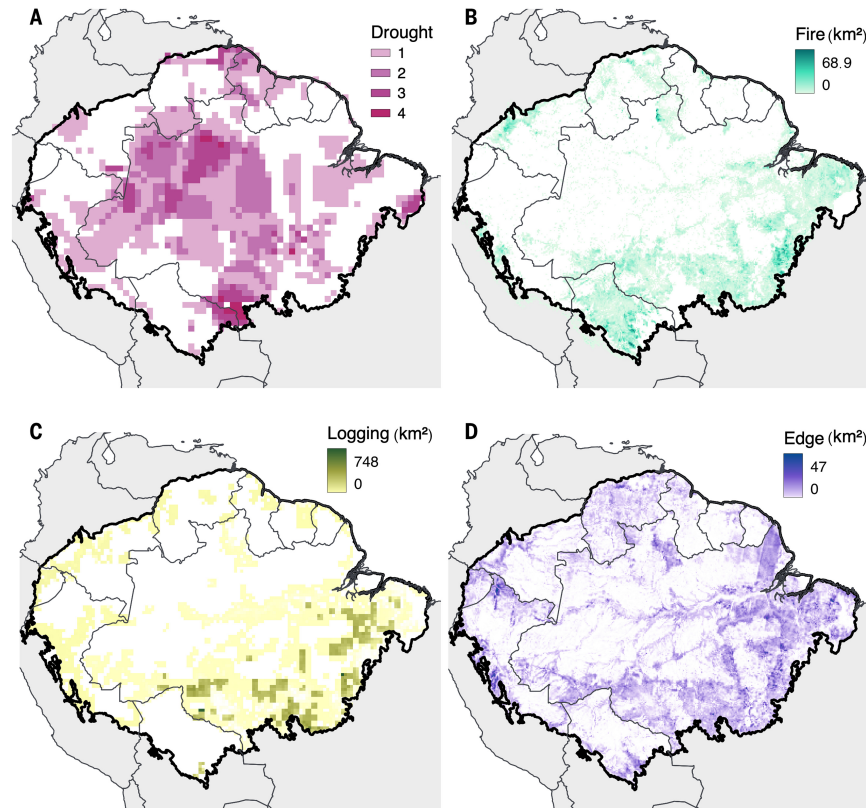 A
Drought
1
2
3
4
B
Fire (km²)
68.9
0
C
Logging (km²)
748
0
D
Edge (km²)
47
0